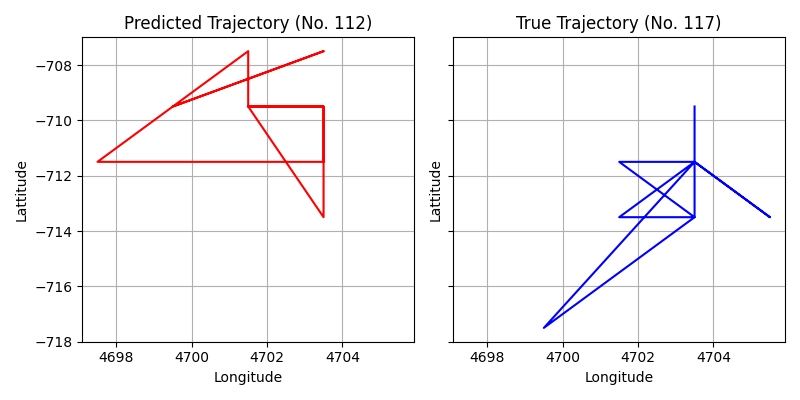 Predicted Trajectory (No. 112)
True Trajectory (No. 117)
Lattitude
−708
−710
−712
−714
−716
−718
4698
4700
4702
4704
Longitude
Lattitude
4698
4700
4702
4704
Longitude